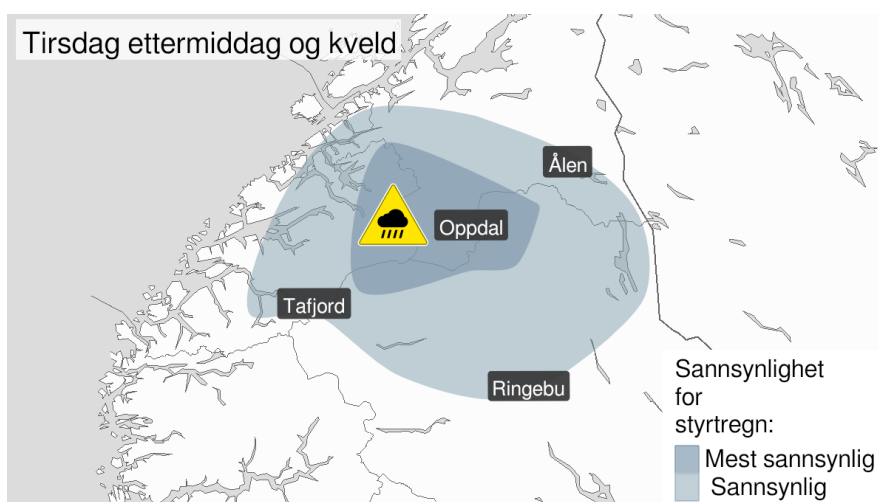 Tirsdag ettermiddag og kveld
Ålen
Oppdal
Tafjord
Ringebu
Sannsynlighet
for
styrtregn:
Mest sannsynlig
Sannsynlig